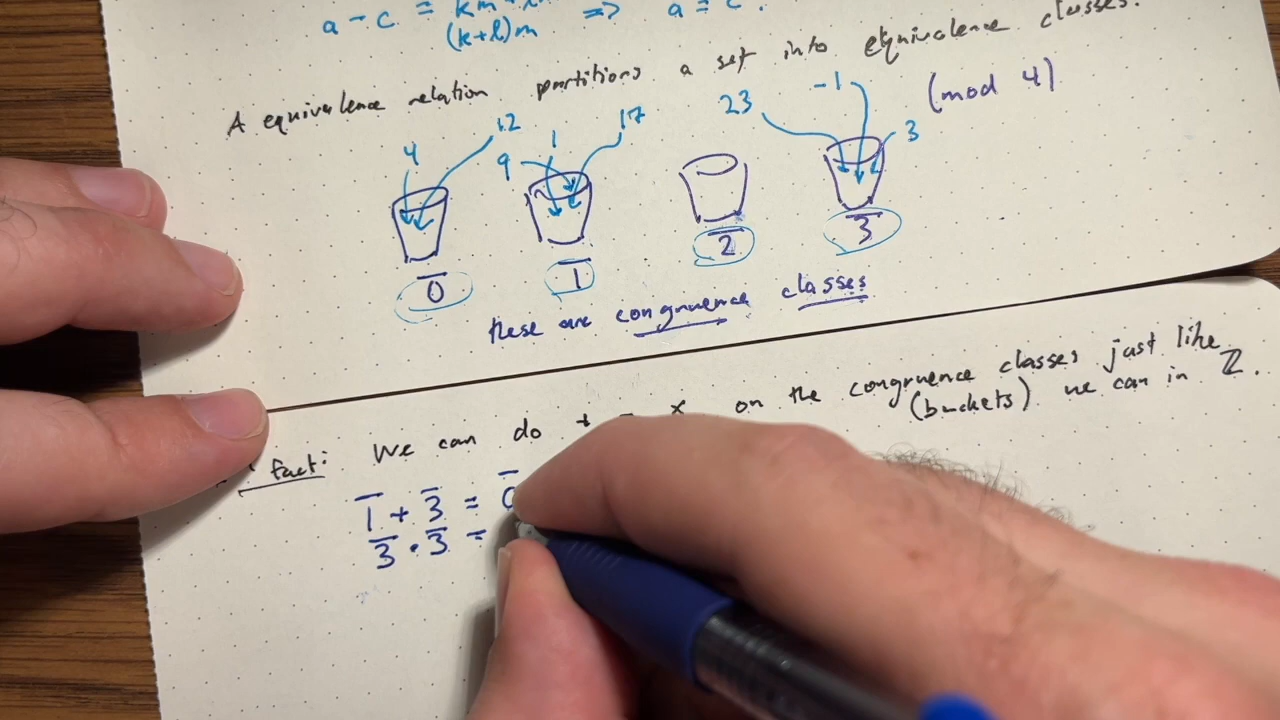 a - c = km + l
(k+l)m => a ≡ c.
A equivalence relation partitions a set into equivalence classes.
4 12 9 1 17 23 -1 3 (mod 4)
0̅ 1̅ 2̅ 3̅
these are congruence classes
fact: We can do + - × on the congruence classes just like
(buckets) we can in ℤ.
1̅ + 3̅ = 0̅
3̅ · 3̅ =